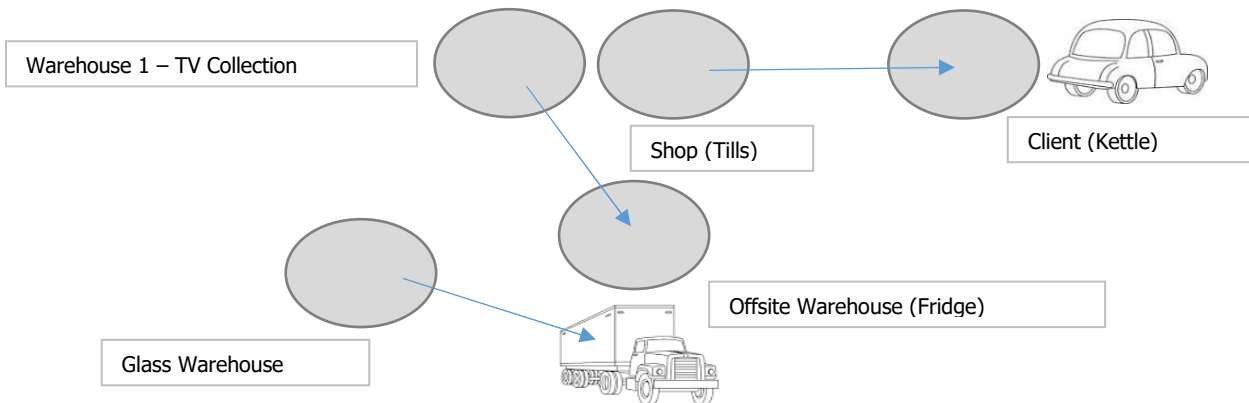 Warehouse 1 – TV Collection
Shop (Tills)
Client (Kettle)
Offsite Warehouse (Fridge)
Glass Warehouse